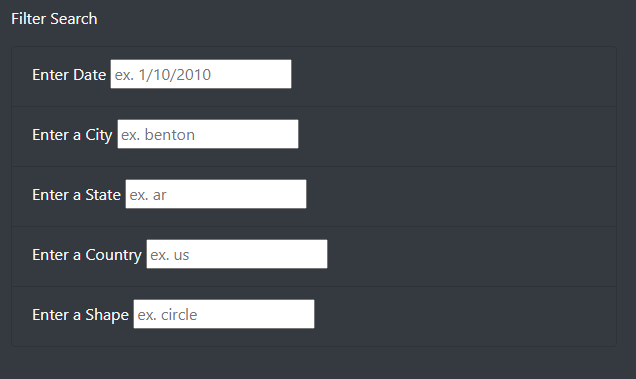 Filter Search
Enter Date ex. 1/10/2010
Enter a City ex. benton
Enter a State ex. ar
Enter a Country ex. us
Enter a Shape ex. circle